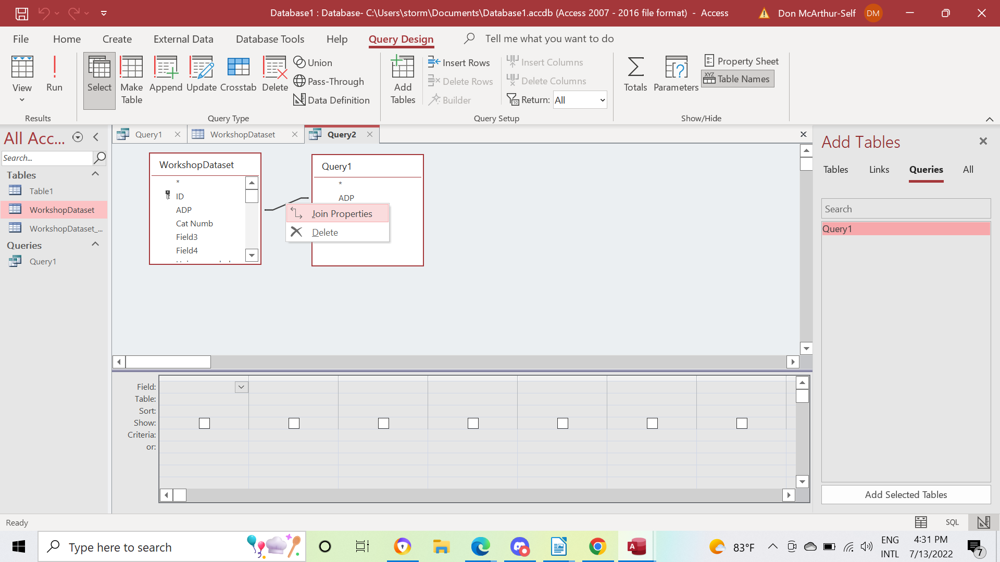 Database1 : Database- C:\Users\storm\Documents\Database1.accdb (Access 2007 - 2016 file format) - Access
Don McArthur-Self
DM
File Home Create External Data Database Tools Help Query Design Tell me what you want to do
View
Run
Results
Select
Make Table
Append
Update
Crosstab
Delete
Union
Pass-Through
Data Definition
Query Type
Add Tables
Insert Rows
Delete Rows
Builder
Insert Columns
Delete Columns
Return: All
Query Setup
Totals
Parameters
Property Sheet
XYZ Table Names
Show/Hide
All Acc...
Search...
Tables
Table1
WorkshopDataset
WorkshopDataset_...
Queries
Query1
Query1 WorkshopDataset Query2
WorkshopDataset
*
ID
ADP
Cat Numb
Field3
Field4
Query1
*
ADP
Join Properties
Delete
Field:
Table:
Sort:
Show:
Criteria:
or:
Add Tables
Tables Links Queries All
Search
Query1
Add Selected Tables
Ready
SQL
Type here to search
83°F
ENG
INTL
4:31 PM
7/13/2022
7